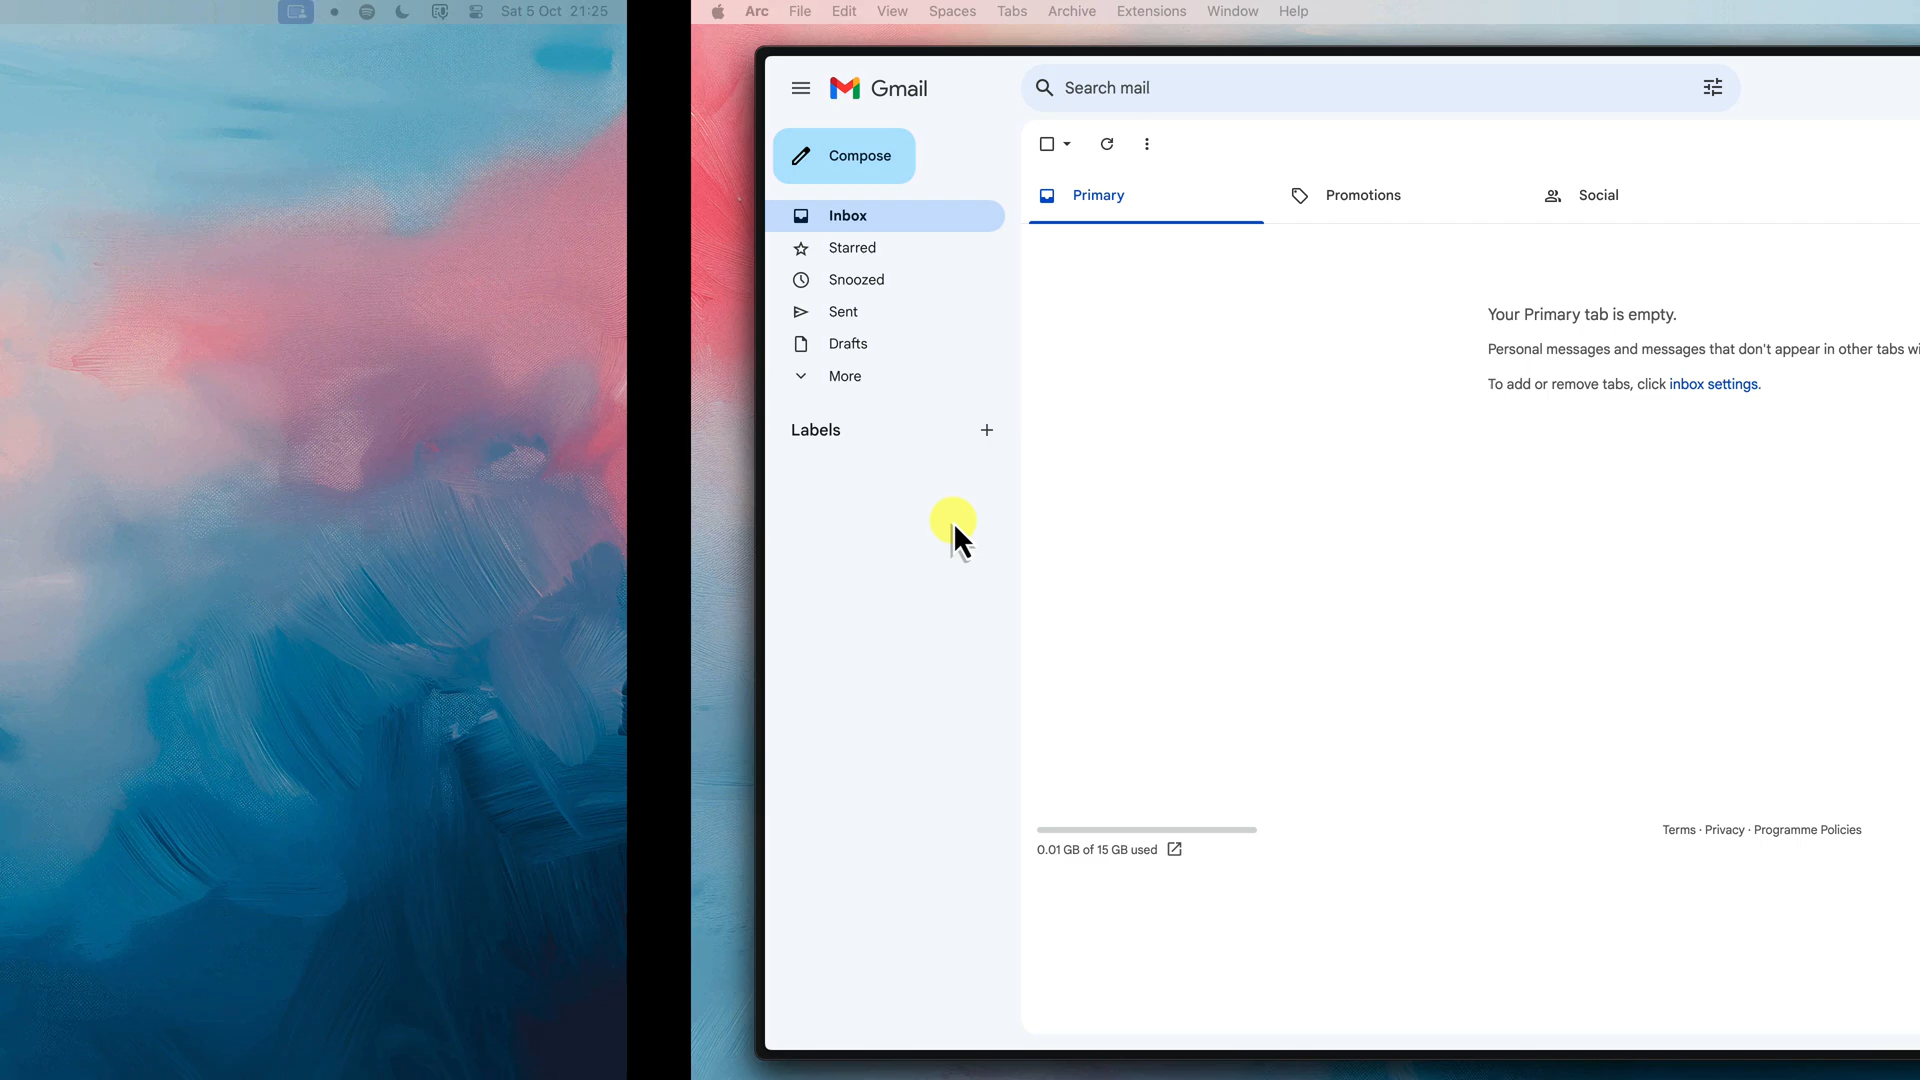 Sat 5 Oct 21:25
Arc File Edit View Spaces Tabs Archive Extensions Window Help
Gmail
Search mail
Compose
Primary
Promotions
Social
Inbox
Starred
Snoozed
Sent
Drafts
More
Labels
Your Primary tab is empty.
Personal messages and messages that don't appear in other tabs
To add or remove tabs, click inbox settings.
Terms · Privacy · Programme Policies
0.01 GB of 15 GB used